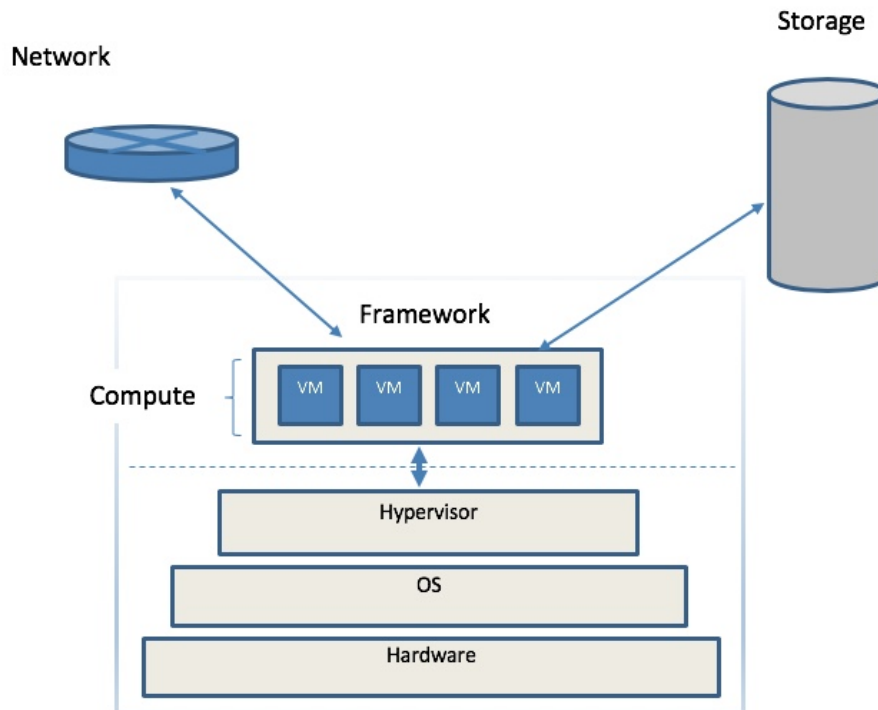 Storage
Network
Framework
Compute
VM VM VM VM
Hypervisor
OS
Hardware